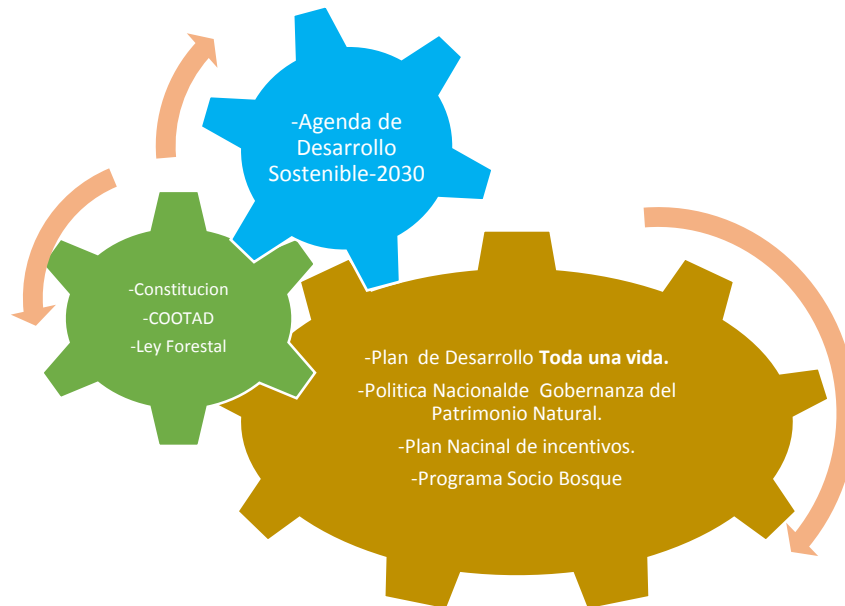 -Agenda de
Desarrollo
Sostenible-2030
-Constitucion
-COOTAD
-Ley Forestal
-Plan de Desarrollo Toda una vida.
-Politica Nacionalde Gobernanza del
Patrimonio Natural.
-Plan Nacinal de incentivos.
-Programa Socio Bosque